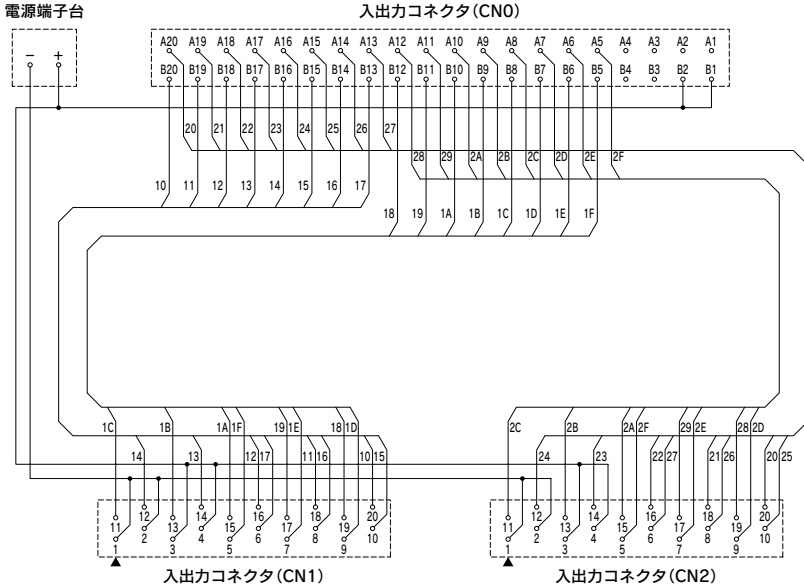 電源端子台
入出力コネクタ(CN0)
− +
A20 A19 A18 A17 A16 A15 A14 A13 A12 A11 A10 A9 A8 A7 A6 A5 A4 A3 A2 A1
B20 B19 B18 B17 B16 B15 B14 B13 B12 B11 B10 B9 B8 B7 B6 B5 B4 B3 B2 B1
20 21 22 23 24 25 26 27
28 29 2A 2B 2C 2D 2E 2F
10 11 12 13 14 15 16 17
18 19 1A 1B 1C 1D 1E 1F
1C 1B 1A 1F 19 1E 18 1D
2C 2B 2A 2F 29 2E 28 2D
14 13 12 17 11 16 10 15
24 23 22 27 21 26 20 25
11 12 13 14 15 16 17 18 19 20
1 2 3 4 5 6 7 8 9 10
11 12 13 14 15 16 17 18 19 20
1 2 3 4 5 6 7 8 9 10
入出力コネクタ(CN1)
入出力コネクタ(CN2)